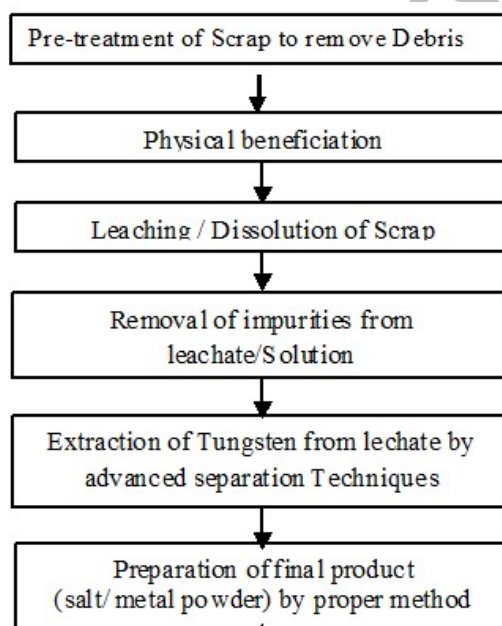 Pre-treatment of Scrap to remove Debris
Physical beneficiation
Leaching / Dissolution of Scrap
Removal of impurities from
leachate/Solution
Extraction of Tungsten from lechate by
advanced separation Techniques
Preparation of final product
(salt/metal powder) by proper method